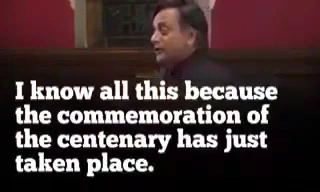 I know all this because
the commemoration of
the centenary has just
taken place.